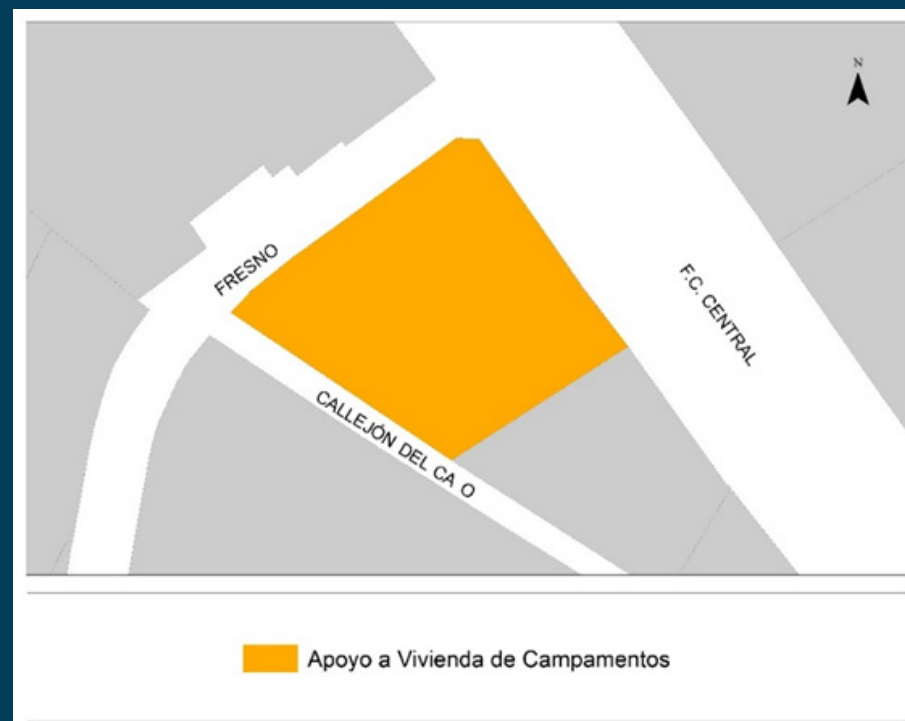 N
FRESNO
F.C. CENTRAL
CALLEJÓN DEL CA O
Apoyo a Vivienda de Campamentos